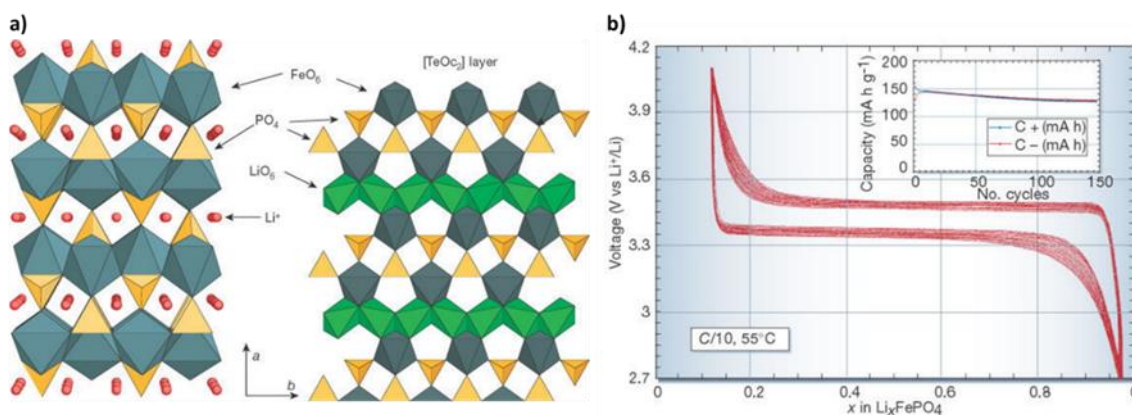 a)
[TeOc₂] layer
FeO₆
PO₄
LiO₆
Li⁺
a
b
b)
Voltage (V vs Li⁺/Li)
4.2
3.9
3.6
3.3
3
2.7
0
0.2
0.4
0.6
0.8
1
x in LiₓFePO₄
C/10, 55°C
Capacity (mA h g⁻¹)
200
150
100
50
0
0
50
100
150
No. cycles
C + (mA h)
C − (mA h)